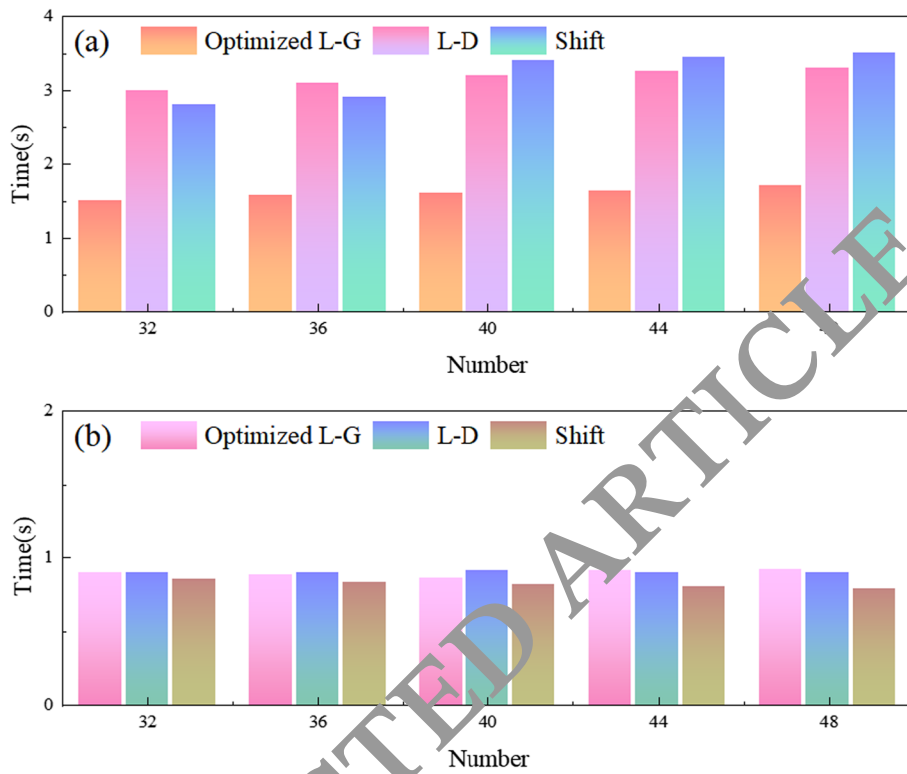 4
(a)
Optimized L-G
L-D
Shift
3
2
1
0
Time(s)
32
36
40
44
Number
2
(b)
Optimized L-G
L-D
Shift
1
0
Time(s)
32
36
40
44
48
Number
ARTICLE